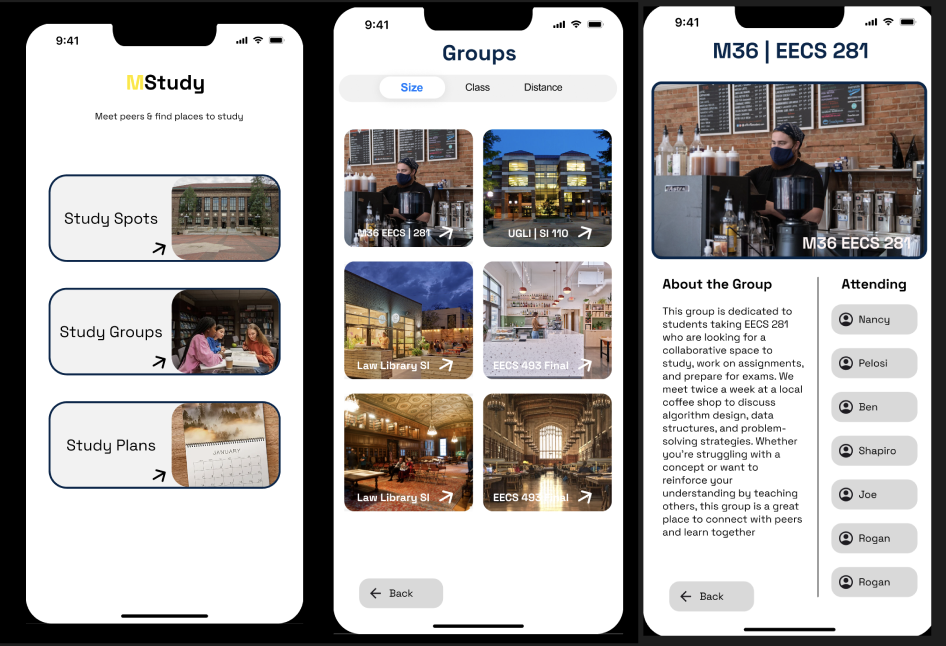 9:41
MStudy
Meet peers & find places to study
Study Spots
Study Groups
Study Plans
JANUARY
9:41
Groups
Size Class Distance
M36 EECS | 281
UGLI | SI 110
Law Library SI
EECS 493 Final
Law Library SI
EECS 493 Final
Back
9:41
M36 | EECS 281
M36 EECS 281
About the Group
This group is dedicated to
students taking EECS 281
who are looking for a
collaborative space to
study, work on assignments,
and prepare for exams. We
meet twice a week at a local
coffee shop to discuss
algorithm design, data
structures, and problem-
solving strategies. Whether
you're struggling with a
concept or want to
reinforce your
understanding by teaching
others, this group is a great
place to connect with peers
and learn together
Attending
Nancy
Pelosi
Ben
Shapiro
Joe
Rogan
Rogan
Back